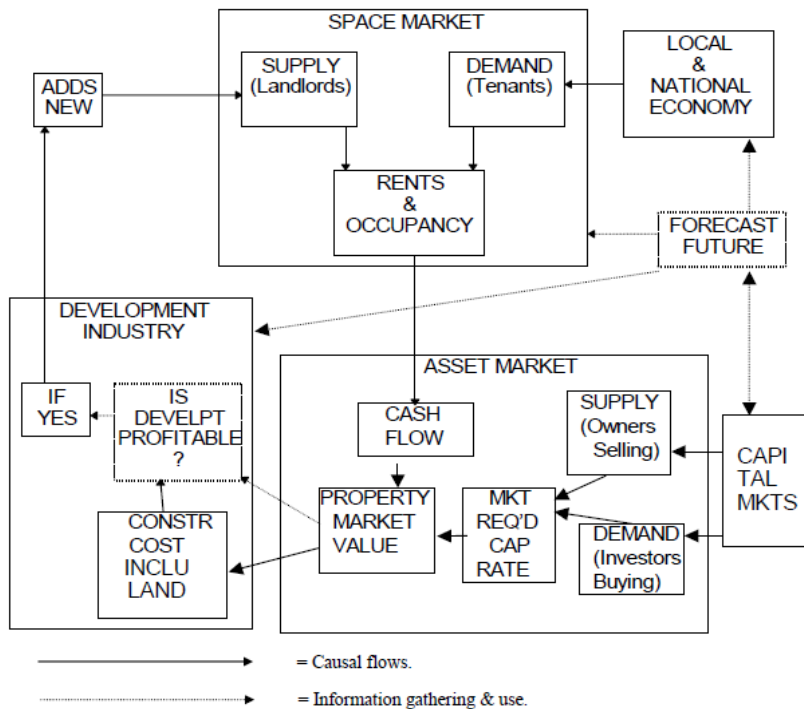 SPACE MARKET
SUPPLY
(Landlords)
DEMAND
(Tenants)
LOCAL
&
NATIONAL
ECONOMY
ADDS
NEW
RENTS
&
OCCUPANCY
FORECAST
FUTURE
DEVELOPMENT
INDUSTRY
IF
YES
IS
DEVELPT
PROFITABLE
?
CONSTR
COST
INCLU
LAND
ASSET MARKET
CASH
FLOW
SUPPLY
(Owners
Selling)
PROPERTY
MARKET
VALUE
MKT
REQ'D
CAP
RATE
DEMAND
(Investors
Buying)
CAPI
TAL
MKTS
= Causal flows.
= Information gathering & use.